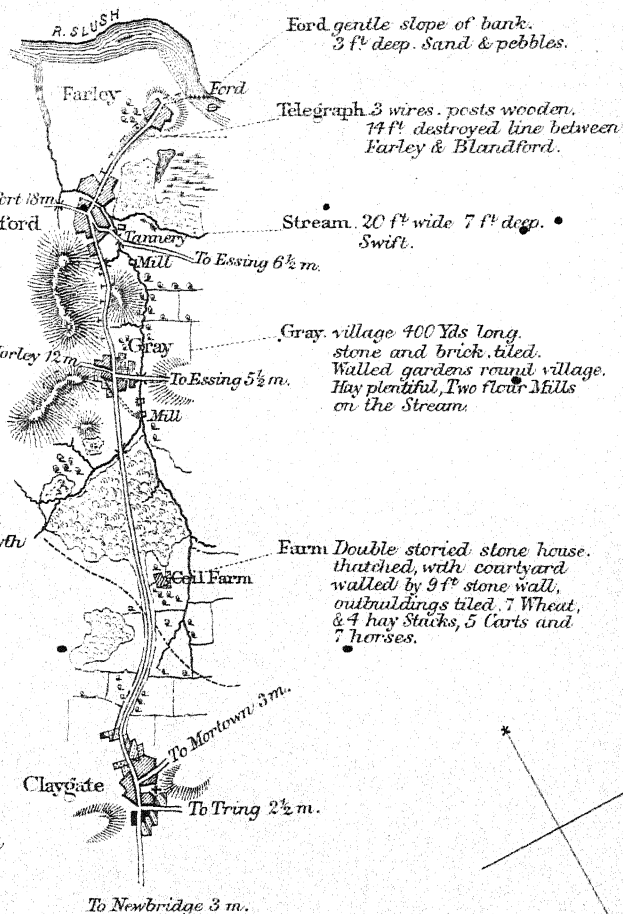 R. SLUSH
Ford gentle slope of bank.
3 ft deep. Sand & pebbles.
Farley
Ford
Telegraph 3 wires. posts wooden.
14 ft destroyed line between
Farley & Blandford.
18 m.
ford
Stream. 20 ft wide 7 ft deep.
Swift.
Tannery
Mill
To Essing 6½ m.
Gray
Gray. village 400 Yds long.
stone and brick. tiled.
Walled gardens round village.
Hay plentiful, Two flour Mills
on the Stream.
orley 12 m
To Essing 5½ m.
Mill
Farm Double storied stone house.
thatched, with courtyard
walled by 9 ft stone wall,
outbuildings tiled. 7 Wheat,
& 4 hay Stacks, 5 Carts and
7 horses.
Ceil Farm
To Mortown 3 m.
Claygate
To Tring 2½ m.
To Newbridge 3 m.